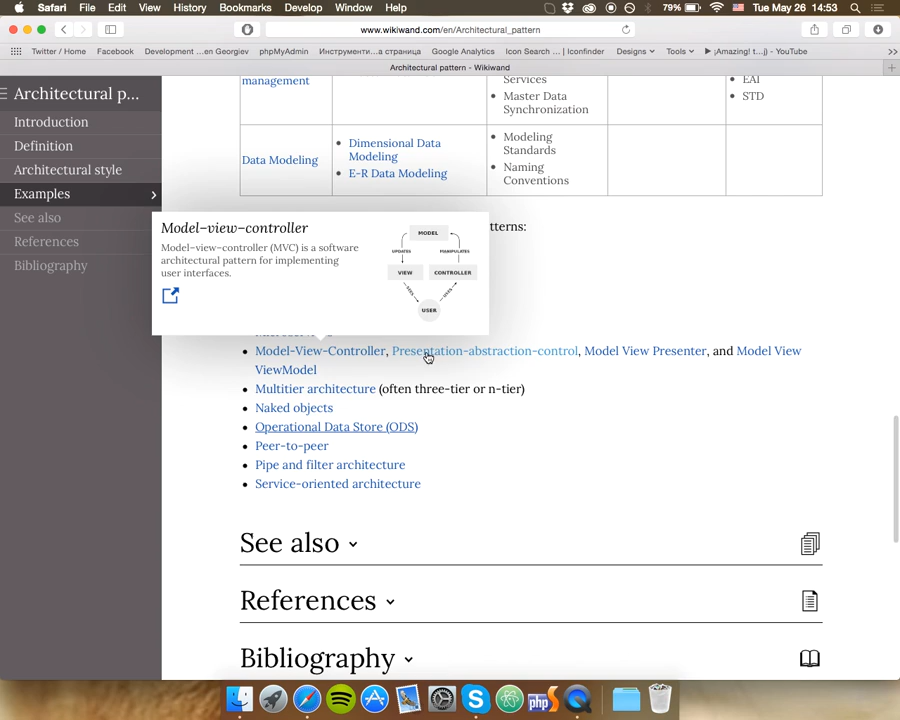 Safari File Edit View History Bookmarks Develop Window Help 79% Tue May 26 14:53
www.wikiwand.com/en/Architectural_pattern
Twitter / Home Facebook Development ...en Georgiev phpMyAdmin Инструменти...а страница Google Analytics Icon Search ... | Iconfinder Designs Tools ▶ ¡Amazing! t...j) - YouTube >>
Architectural pattern - Wikiwand +
Architectural p...
Introduction
Definition
Architectural style
Examples
See also
References
Bibliography
management
Services
Master Data
Synchronization
EAI
STD
Data Modeling
Dimensional Data
Modeling
E-R Data Modeling
Modeling
Standards
Naming
Conventions
tterns:
Model–view–controller
Model–view–controller (MVC) is a software
architectural pattern for implementing
user interfaces.
MODEL
UPDATES MANIPULATES
VIEW CONTROLLER
SEES USES
USER
Model-View-Controller, Presentation-abstraction-control, Model View Presenter, and Model View
ViewModel
Multitier architecture (often three-tier or n-tier)
Naked objects
Operational Data Store (ODS)
Peer-to-peer
Pipe and filter architecture
Service-oriented architecture
See also
References
Bibliography
php